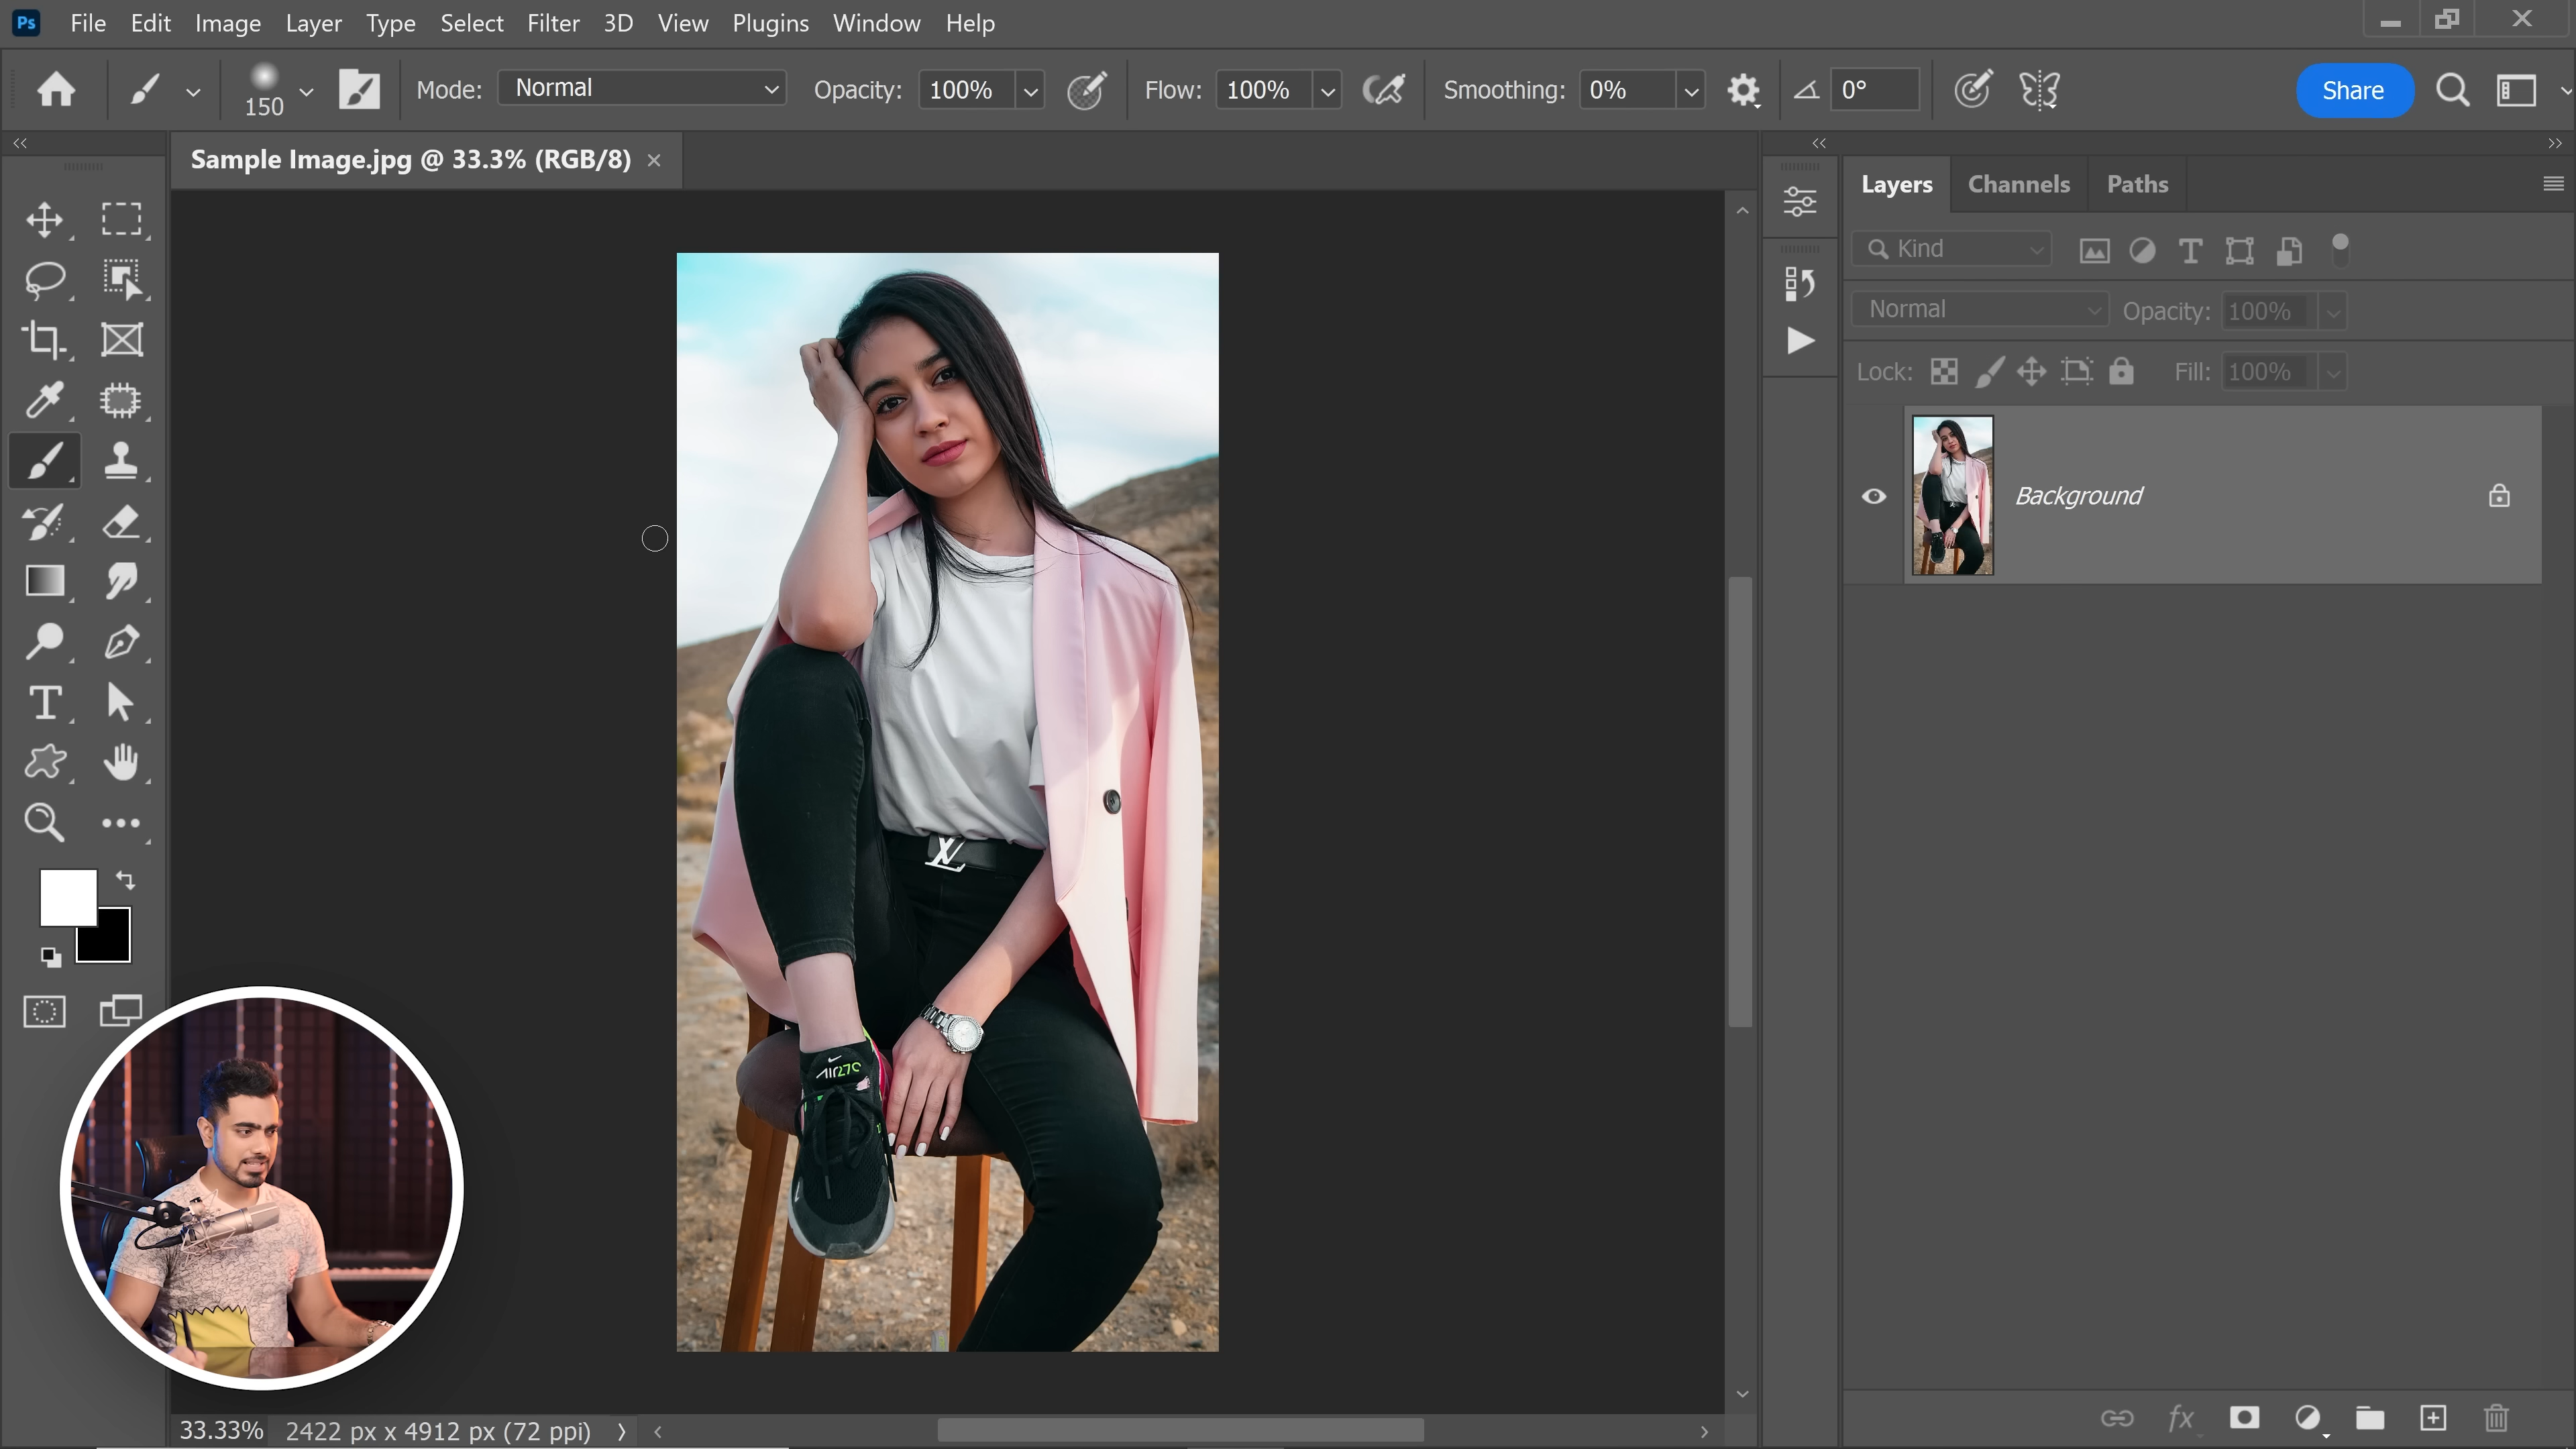 Ps File Edit Image Layer Type Select Filter 3D View Plugins Window Help
150 Mode: Normal Opacity: 100% Flow: 100% Smoothing: 0% 0° Share
Sample Image.jpg @ 33.3% (RGB/8)
Layers Channels Paths
Kind
Normal Opacity: 100%
Lock: Fill: 100%
Background
AIR270
33.33% 2422 px x 4912 px (72 ppi)
fx